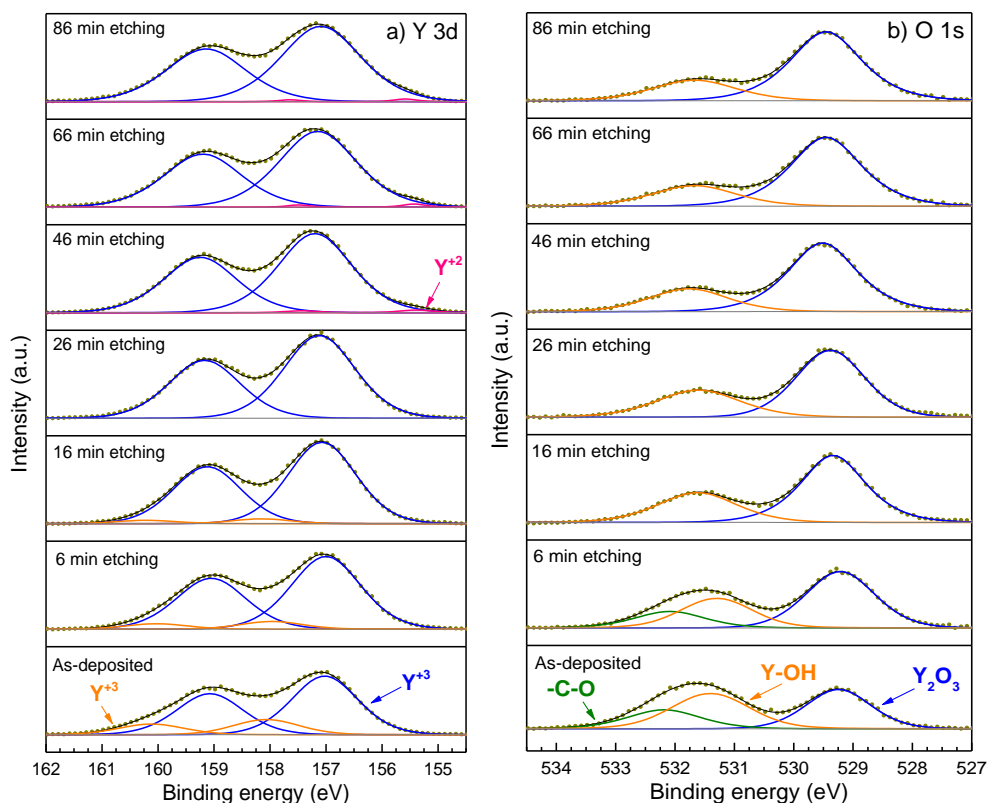 a) Y 3d
86 min etching
66 min etching
46 min etching
Y+2
26 min etching
16 min etching
6 min etching
As-deposited
Y+3
Y+3
162 160 159 157 156 155
Binding energy (eV)
Intensity (a.u.)
b) O 1s
86 min etching
66 min etching
46 min etching
26 min etching
16 min etching
6 min etching
As-deposited
-C-O
Y-OH
Y2O3
534 533 531 530 529 528 527
Binding energy (eV)
Intensity (a.u.)